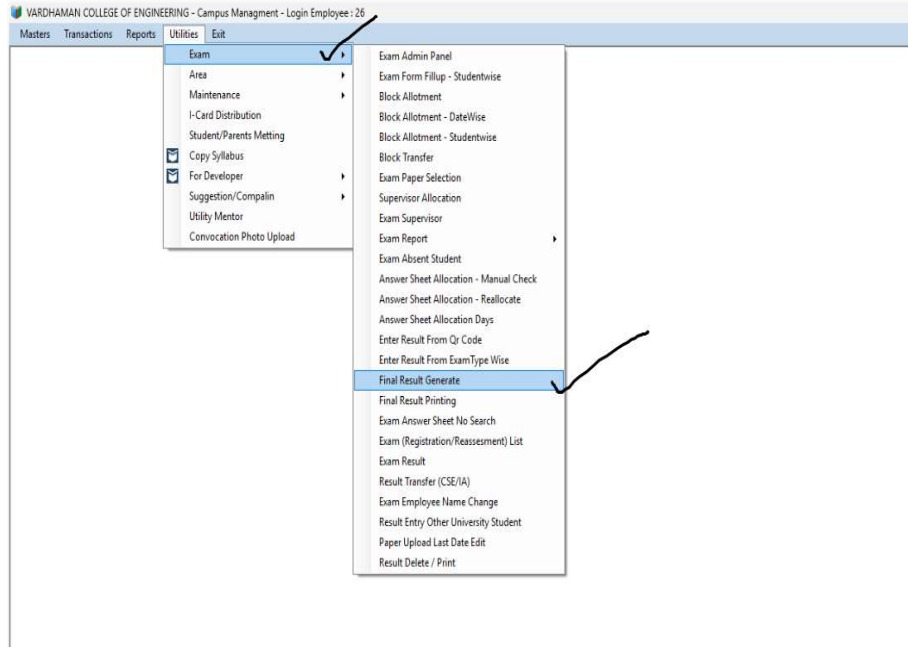 VARDHAMAN COLLEGE OF ENGINEERING - Campus Managment - Login Employee : 26
Masters Transactions Reports Utilities Exit
Exam
Area
Maintenance
I-Card Distribution
Student/Parents Metting
Copy Syllabus
For Developer
Suggestion/Compalin
Utility Mentor
Convocation Photo Upload
Exam Admin Panel
Exam Form Fillup - Studentwise
Block Allotment
Block Allotment - DateWise
Block Allotment - Studentwise
Block Transfer
Exam Paper Selection
Supervisor Allocation
Exam Supervisor
Exam Report
Exam Absent Student
Answer Sheet Allocation - Manual Check
Answer Sheet Allocation - Reallocate
Answer Sheet Allocation Days
Enter Result From Qr Code
Enter Result From ExamType Wise
Final Result Generate
Final Result Printing
Exam Answer Sheet No Search
Exam (Registration/Reassesment) List
Exam Result
Result Transfer (CSE/IA)
Exam Employee Name Change
Result Entry Other University Student
Paper Upload Last Date Edit
Result Delete / Print